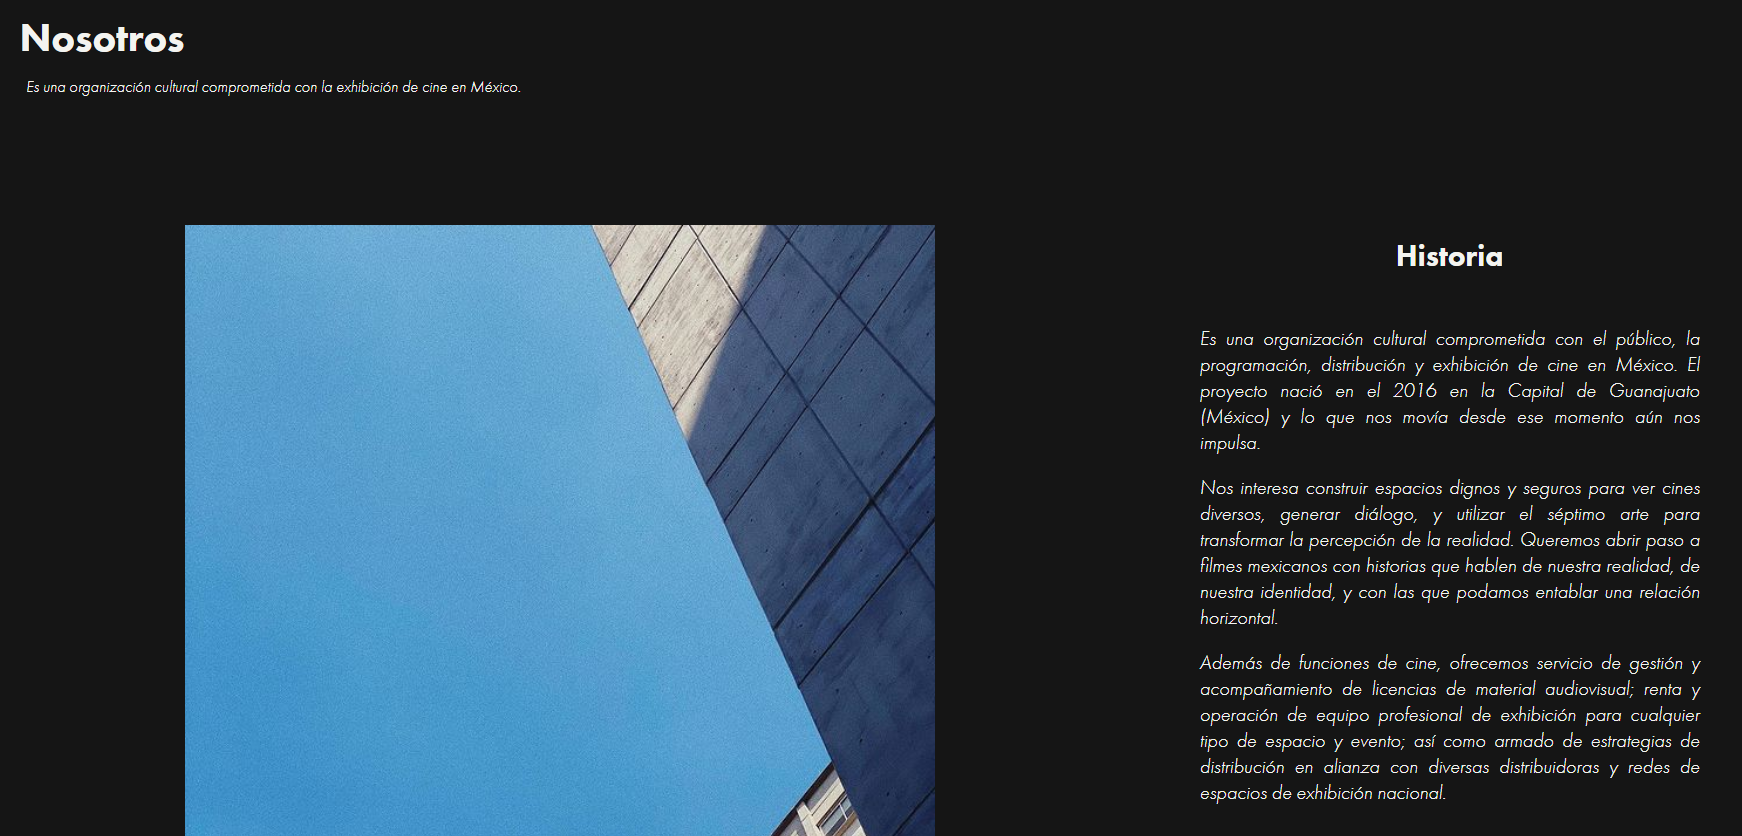 Nosotros
Es una organización cultural comprometida con la exhibición de cine en México.
Historia
Es una organización cultural comprometida con el público, la
programación, distribución y exhibición de cine en México. El
proyecto nació en el 2016 en la Capital de Guanajuato
(México) y lo que nos movía desde ese momento aún nos
impulsa.
Nos interesa construir espacios dignos y seguros para ver cines
diversos, generar diálogo, y utilizar el séptimo arte para
transformar la percepción de la realidad. Queremos abrir paso a
filmes mexicanos con historias que hablen de nuestra realidad, de
nuestra identidad, y con las que podamos entablar una relación
horizontal.
Además de funciones de cine, ofrecemos servicio de gestión y
acompañamiento de licencias de material audiovisual; renta y
operación de equipo profesional de exhibición para cualquier
tipo de espacio y evento; así como armado de estrategias de
distribución en alianza con diversas distribuidoras y redes de
espacios de exhibición nacional.